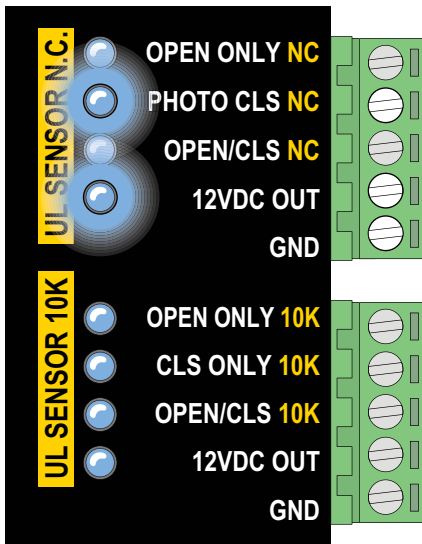 UL SENSOR N.C.
OPEN ONLY NC
PHOTO CLS NC
OPEN/CLS NC
12VDC OUT
GND
UL SENSOR 10K
OPEN ONLY 10K
CLS ONLY 10K
OPEN/CLS 10K
12VDC OUT
GND